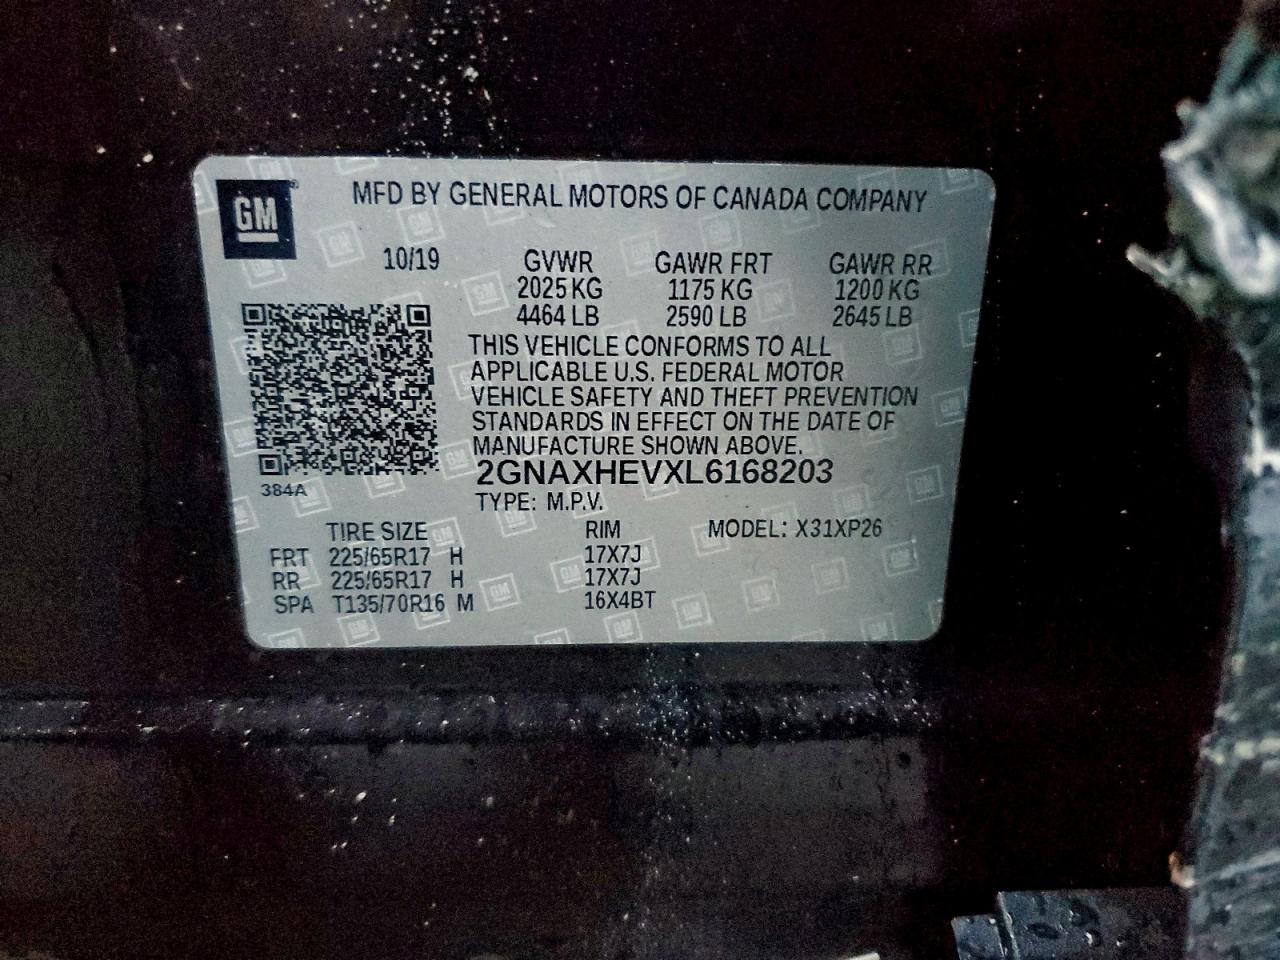 GM
MFD BY GENERAL MOTORS OF CANADA COMPANY
10/19 GVWR GAWR FRT GAWR RR
2025 KG 1175 KG 1200 KG
4464 LB 2590 LB 2645 LB
THIS VEHICLE CONFORMS TO ALL
APPLICABLE U.S. FEDERAL MOTOR
VEHICLE SAFETY AND THEFT PREVENTION
STANDARDS IN EFFECT ON THE DATE OF
MANUFACTURE SHOWN ABOVE.
2GNAXHEVXL6168203
384A
TYPE: M.P.V.
TIRE SIZE RIM MODEL: X31XP26
FRT 225/65R17 H 17X7J
RR 225/65R17 H 17X7J
SPA T135/70R16 M 16X4BT